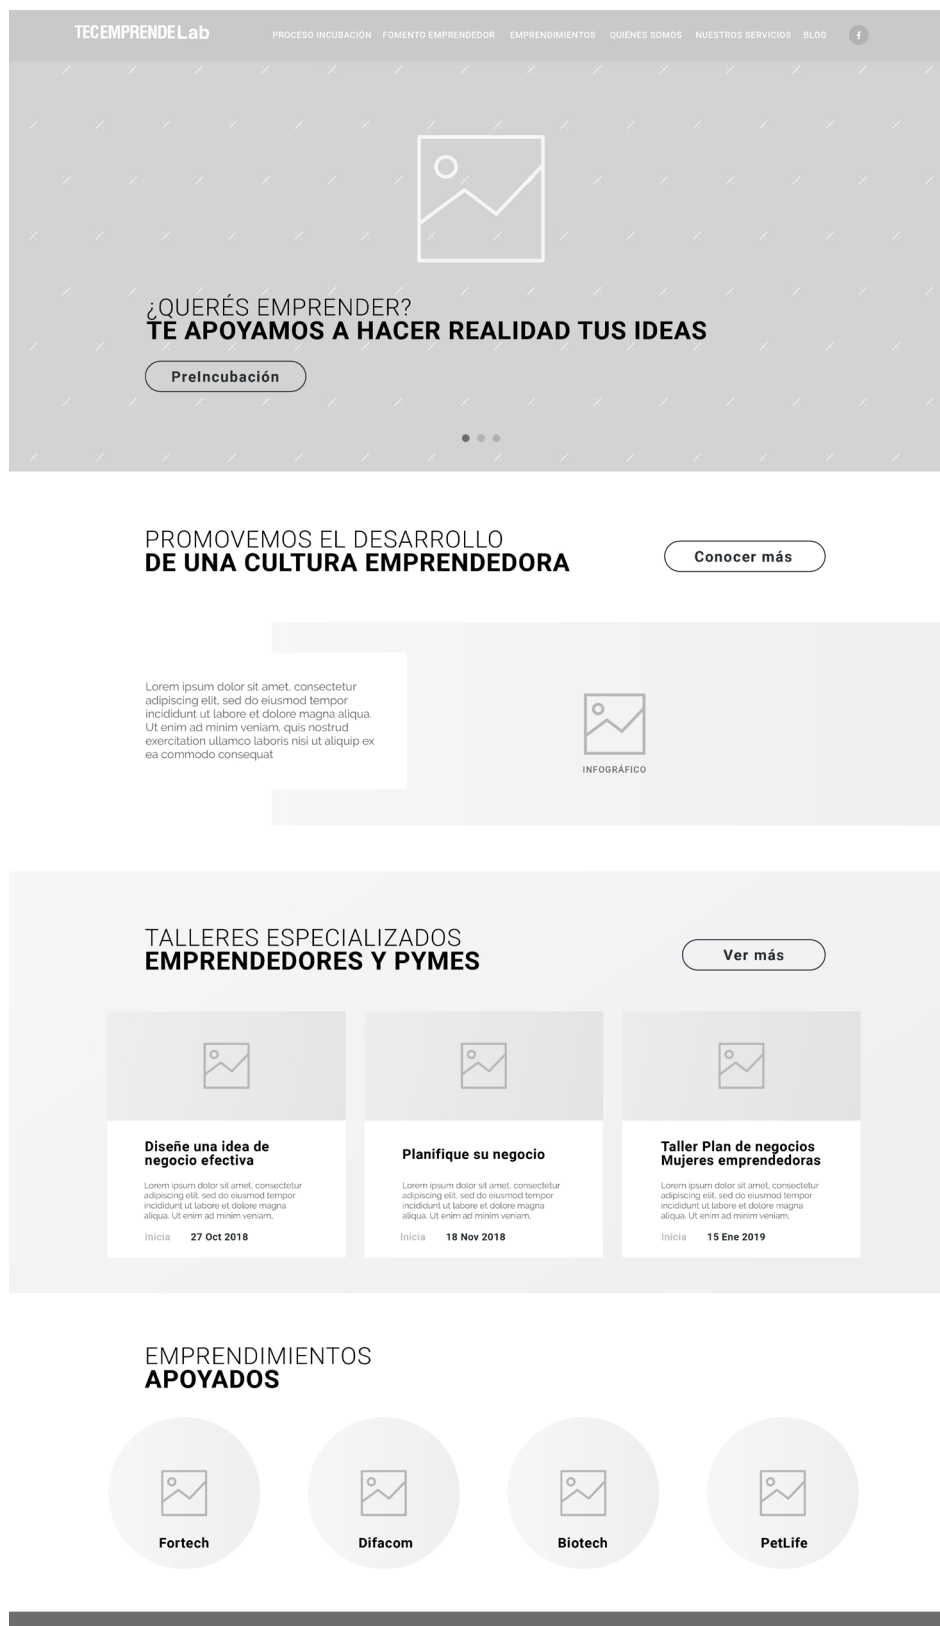 TECEMPRENDE Lab
PROCESO INCUBACIÓN FOMENTO EMPRENDEDOR EMPRENDIMIENTOS QUIÉNES SOMOS NUESTROS SERVICIOS BLOG f
¿QUERÉS EMPRENDER?
TE APOYAMOS A HACER REALIDAD TUS IDEAS
PreIncubación
PROMOVEMOS EL DESARROLLO
DE UNA CULTURA EMPRENDEDORA
Conocer más
Lorem ipsum dolor sit amet, consectetur
adipiscing elit, sed do eiusmod tempor
incididunt ut labore et dolore magna aliqua.
Ut enim ad minim veniam, quis nostrud
exercitation ullamco laboris nisi ut aliquip ex
ea commodo consequat
INFOGRÁFICO
TALLERES ESPECIALIZADOS
EMPRENDEDORES Y PYMES
Ver más
Diseñe una idea de
negocio efectiva
Lorem ipsum dolor sit amet, consectetur
adipiscing elit, sed do eiusmod tempor
incididunt ut labore et dolore magna
aliqua. Ut enim ad minim veniam,
Inicia 27 Oct 2018
Planifique su negocio
Lorem ipsum dolor sit amet, consectetur
adipiscing elit, sed do eiusmod tempor
incididunt ut labore et dolore magna
aliqua. Ut enim ad minim veniam,
Inicia 18 Nov 2018
Taller Plan de negocios
Mujeres emprendedoras
Lorem ipsum dolor sit amet, consectetur
adipiscing elit, sed do eiusmod tempor
incididunt ut labore et dolore magna
aliqua. Ut enim ad minim veniam,
Inicia 15 Ene 2019
EMPRENDIMIENTOS
APOYADOS
Fortech
Difacom
Biotech
PetLife